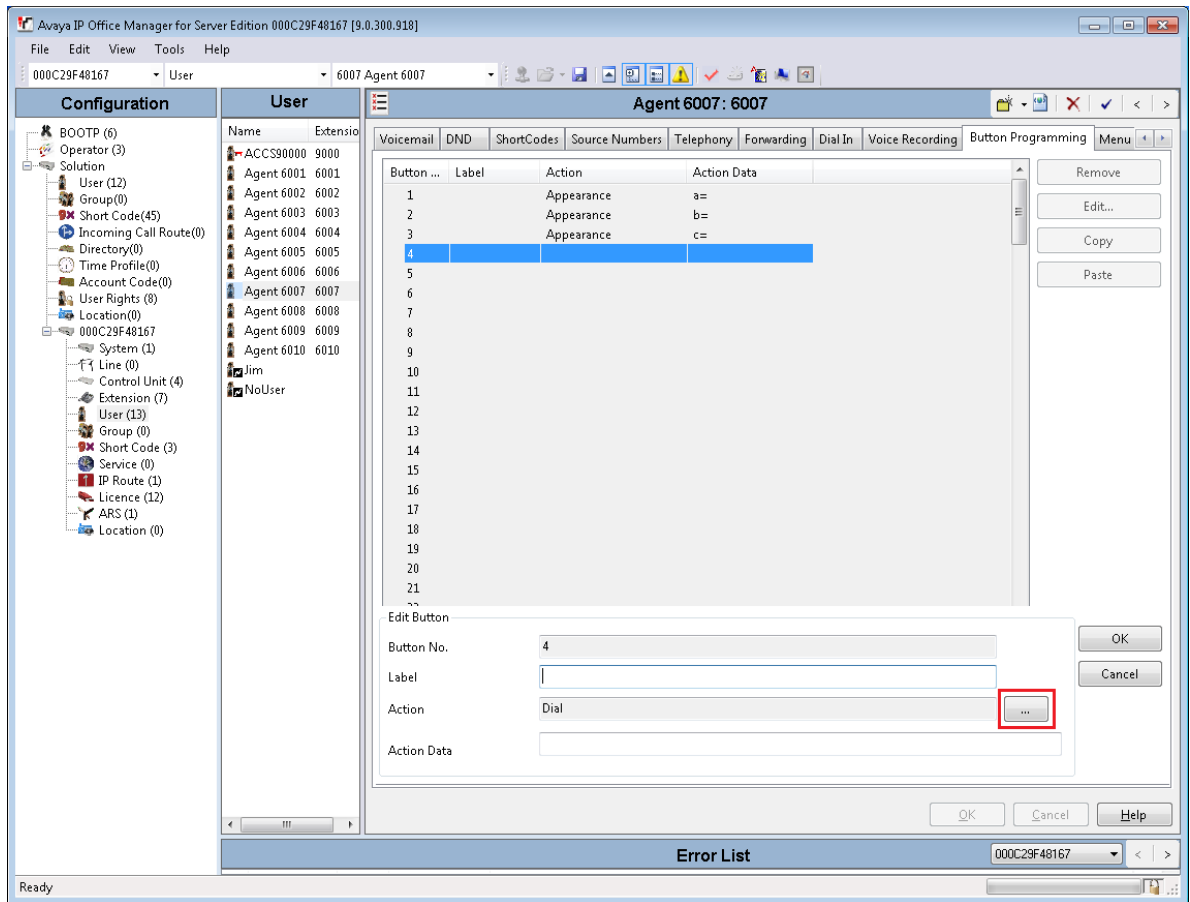 Avaya IP Office Manager for Server Edition 000C29F48167 [9.0.300.918]
File Edit View Tools Help
000C29F48167 User 6007 Agent 6007
Configuration
BOOTP (6)
Operator (3)
Solution
User (12)
Group(0)
Short Code(45)
Incoming Call Route(0)
Directory(0)
Time Profile(0)
Account Code(0)
User Rights (8)
Location(0)
000C29F48167
System (1)
Line (0)
Control Unit (4)
Extension (7)
User (13)
Group (0)
Short Code (3)
Service (0)
IP Route (1)
Licence (12)
ARS (1)
Location (0)
User
Name Extensio
ACCS90000 9000
Agent 6001 6001
Agent 6002 6002
Agent 6003 6003
Agent 6004 6004
Agent 6005 6005
Agent 6006 6006
Agent 6007 6007
Agent 6008 6008
Agent 6009 6009
Agent 6010 6010
Jim
NoUser
Agent 6007: 6007
Voicemail DND ShortCodes Source Numbers Telephony Forwarding Dial In Voice Recording Button Programming Menu
Button ... Label Action Action Data
1 Appearance a=
2 Appearance b=
3 Appearance c=
4
5
6
7
8
9
10
11
12
13
14
15
16
17
18
19
20
21
Remove
Edit...
Copy
Paste
Edit Button
Button No. 4
Label
Action Dial ...
Action Data
OK
Cancel
OK Cancel Help
Error List 000C29F48167
Ready